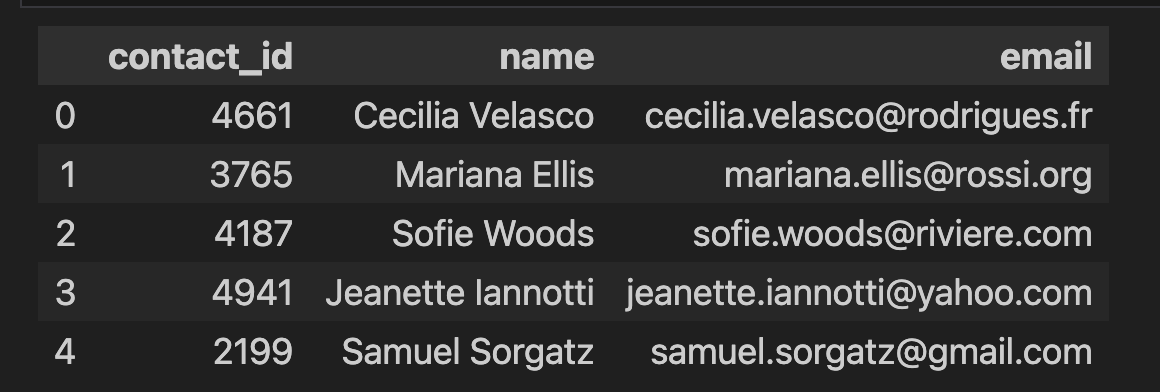 contact_id name email
0 4661 Cecilia Velasco cecilia.velasco@rodrigues.fr
1 3765 Mariana Ellis mariana.ellis@rossi.org
2 4187 Sofie Woods sofie.woods@riviere.com
3 4941 Jeanette Iannotti jeanette.iannotti@yahoo.com
4 2199 Samuel Sorgatz samuel.sorgatz@gmail.com